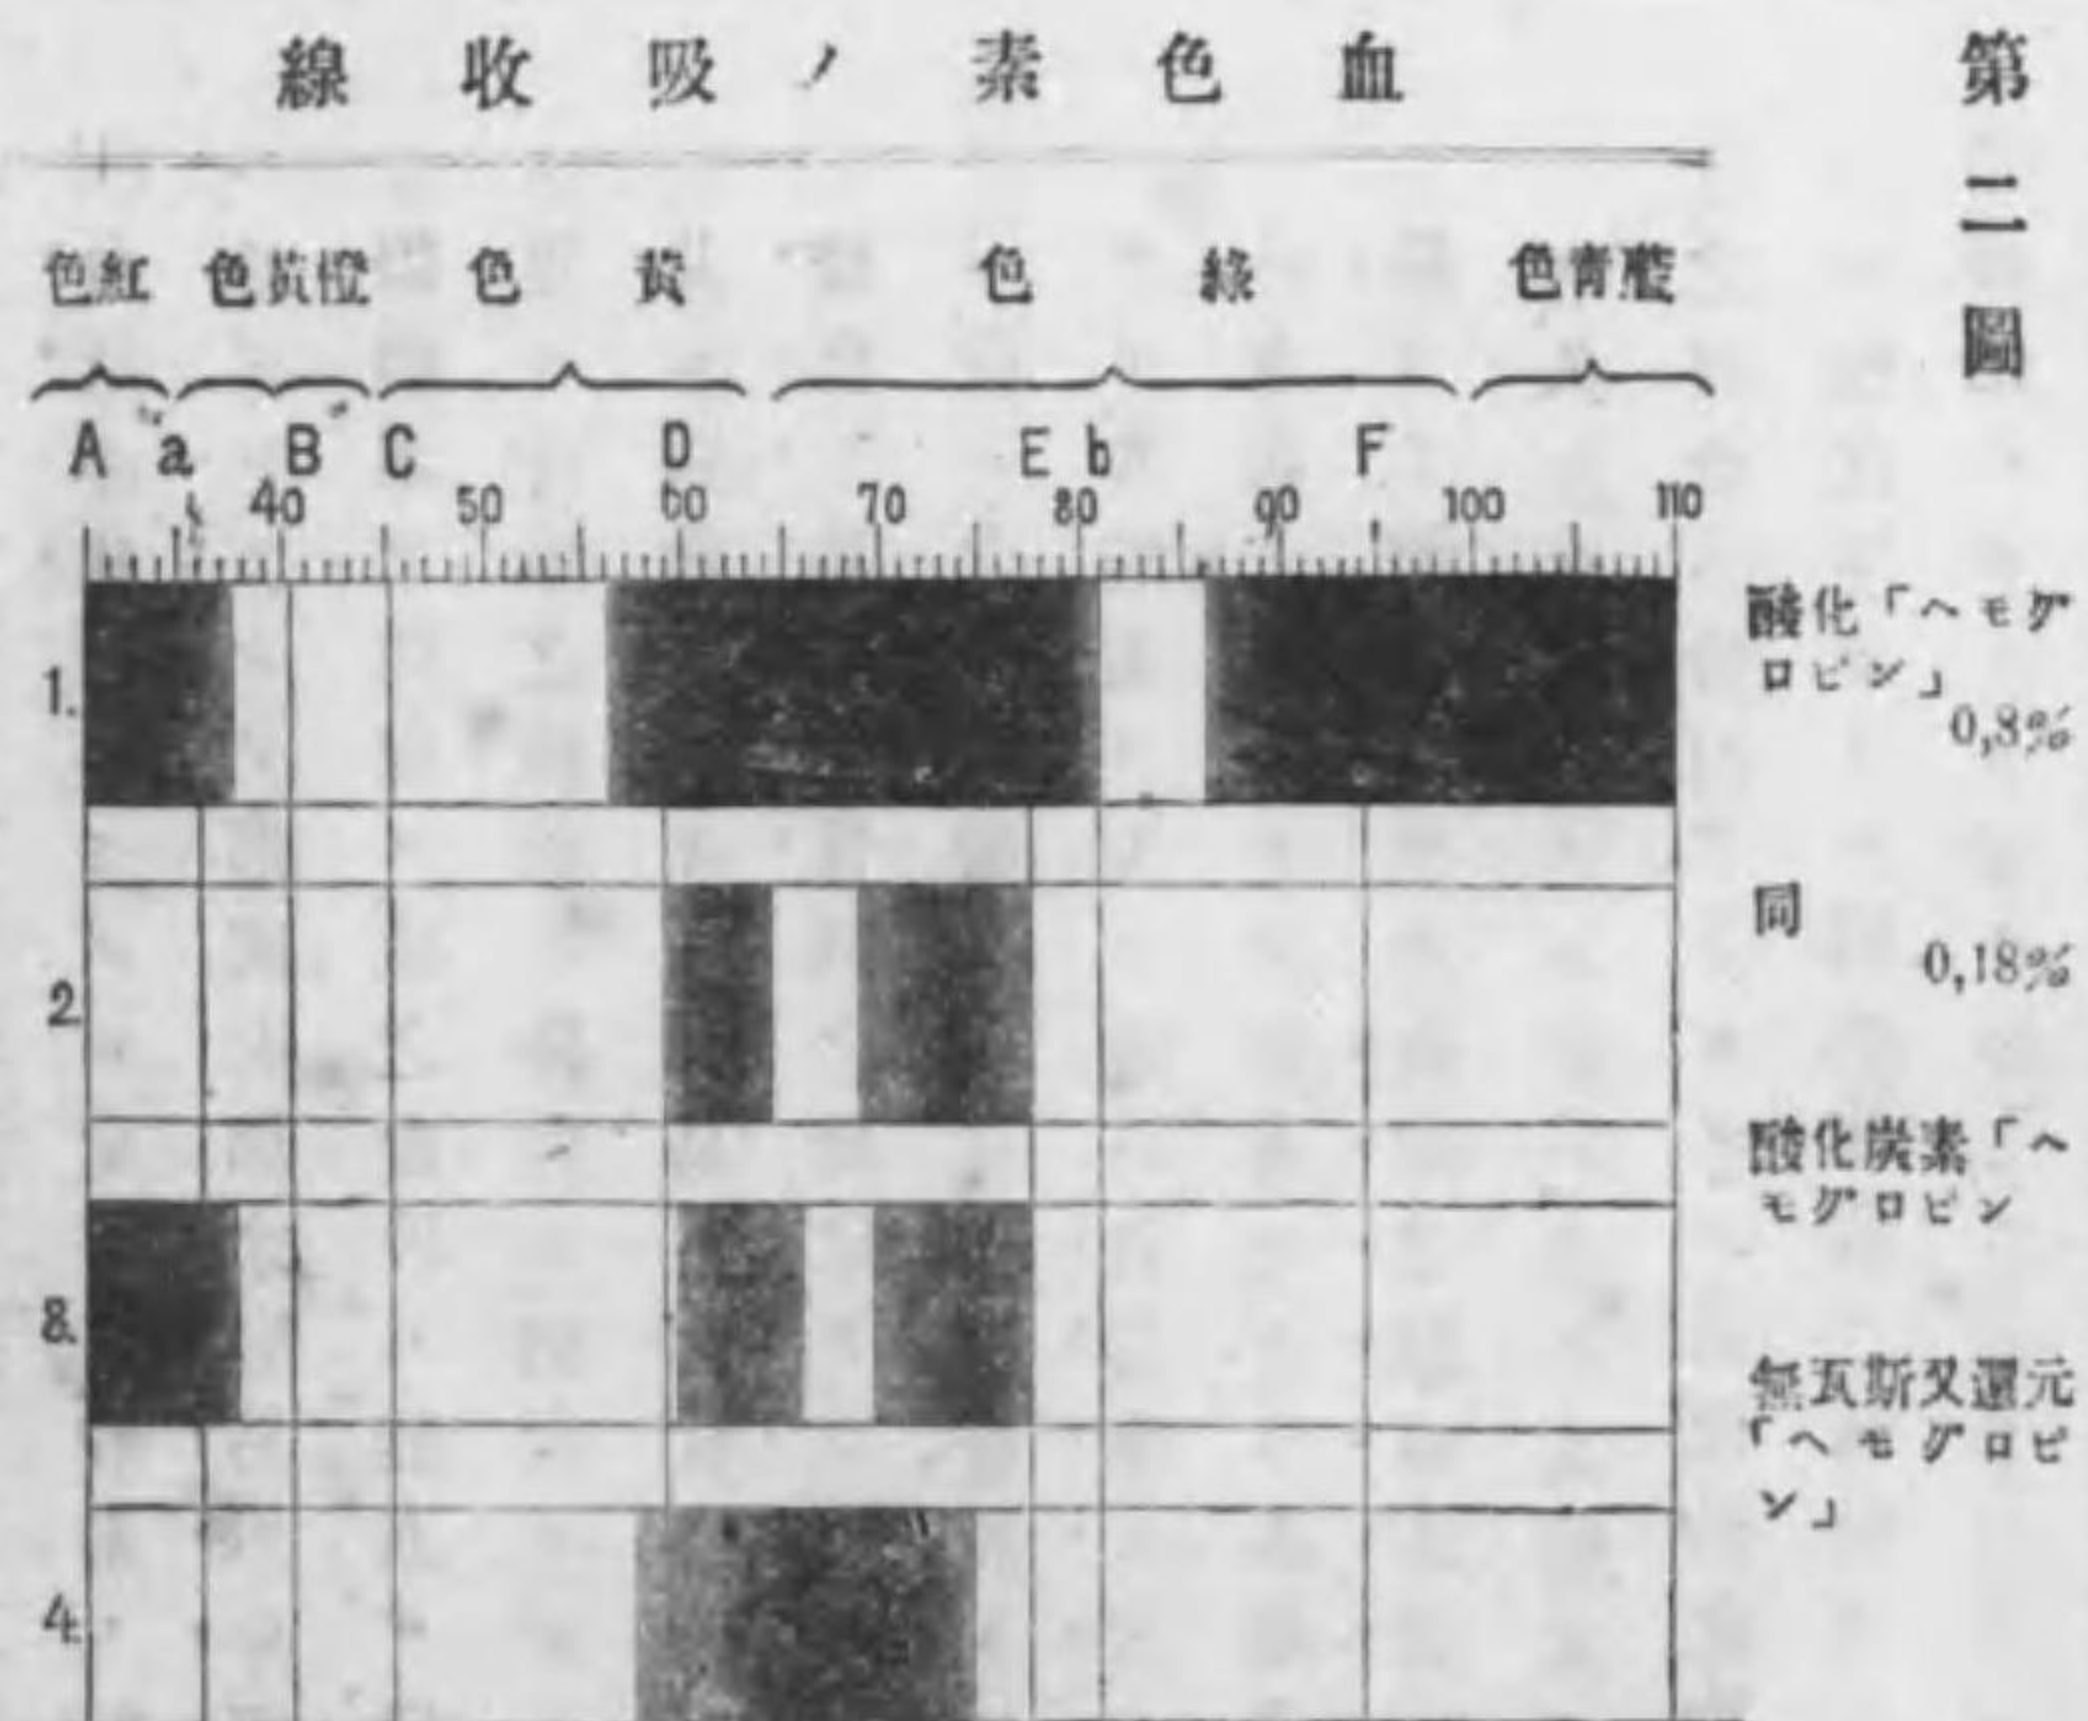 第二圖
血色素ノ吸收線
紅色 橙黃色 黃色 綠色 藍青色
A a B C D E b F
40 50 60 70 80 90 100 110
1.
酸化「ヘモグ
ロビン」
0,8%
2
同
0,18%
8.
酸化炭素「ヘ
モグロビン
4.
無瓦斯又還元
「ヘモグロビ
ン」